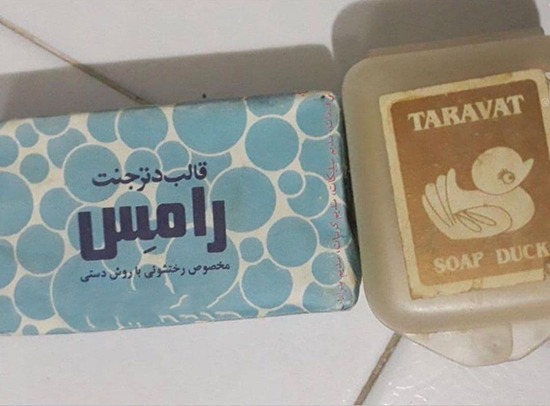 قالب دترجنت
رامِس
مخصوص رختشوئی با روش دستی
TARAVAT
SOAP DUCK